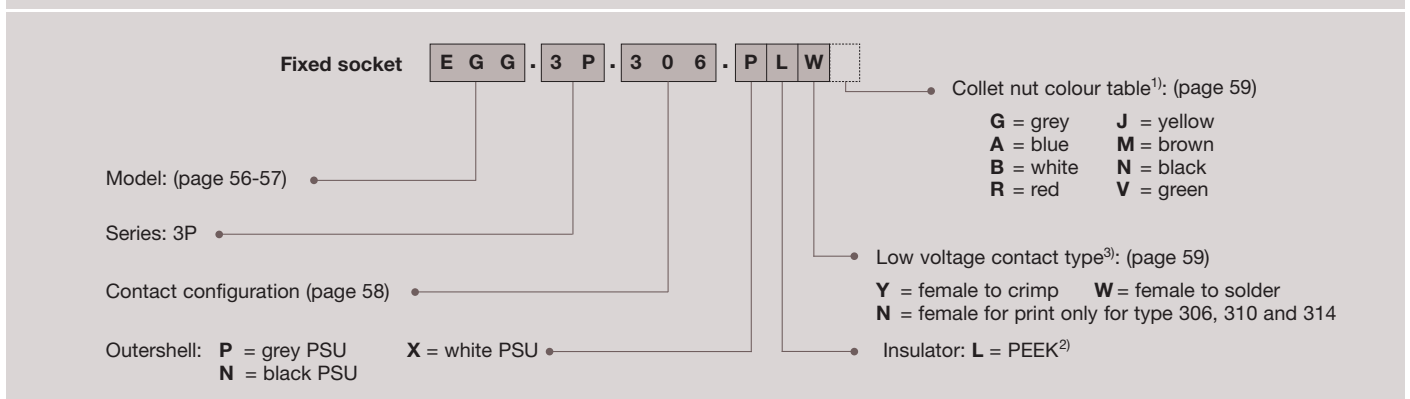 Fixed socket E G G . 3 P . 3 0 6 . P L W
Collet nut colour table1): (page 59)
G = grey J = yellow
A = blue M = brown
B = white N = black
R = red V = green
Model: (page 56-57)
Series: 3P
Low voltage contact type3): (page 59)
Y = female to crimp W = female to solder
N = female for print only for type 306, 310 and 314
Contact configuration (page 58)
Outershell: P = grey PSU X = white PSU
N = black PSU
Insulator: L = PEEK2)